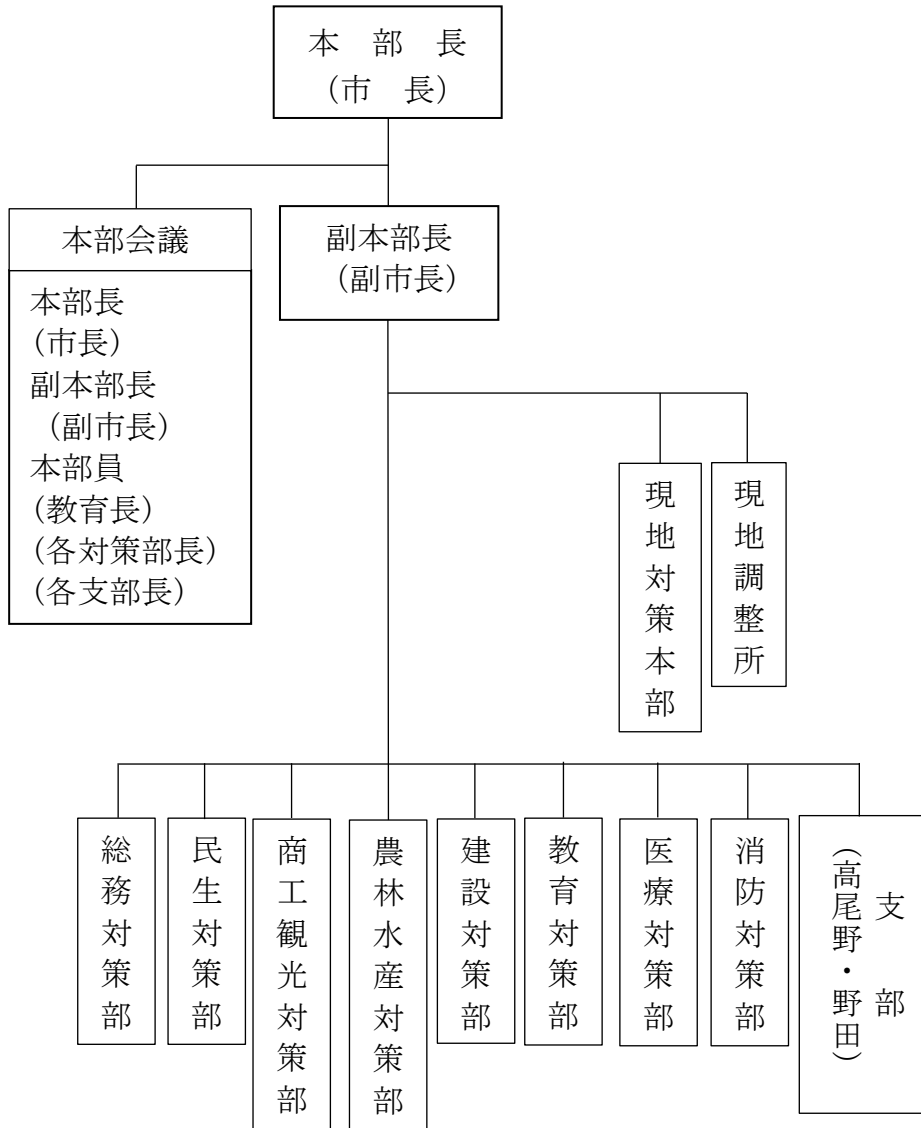 本 部 長
(市 長)
本部会議
本部長
(市長)
副本部長
(副市長)
本部員
(教育長)
(各対策部長)
(各支部長)
副本部長
(副市長)
現地対策本部
現地調整所
総務対策部
民生対策部
商工観光対策部
農林水産対策部
建設対策部
教育対策部
医療対策部
消防対策部
支 部
(高尾野・野田)